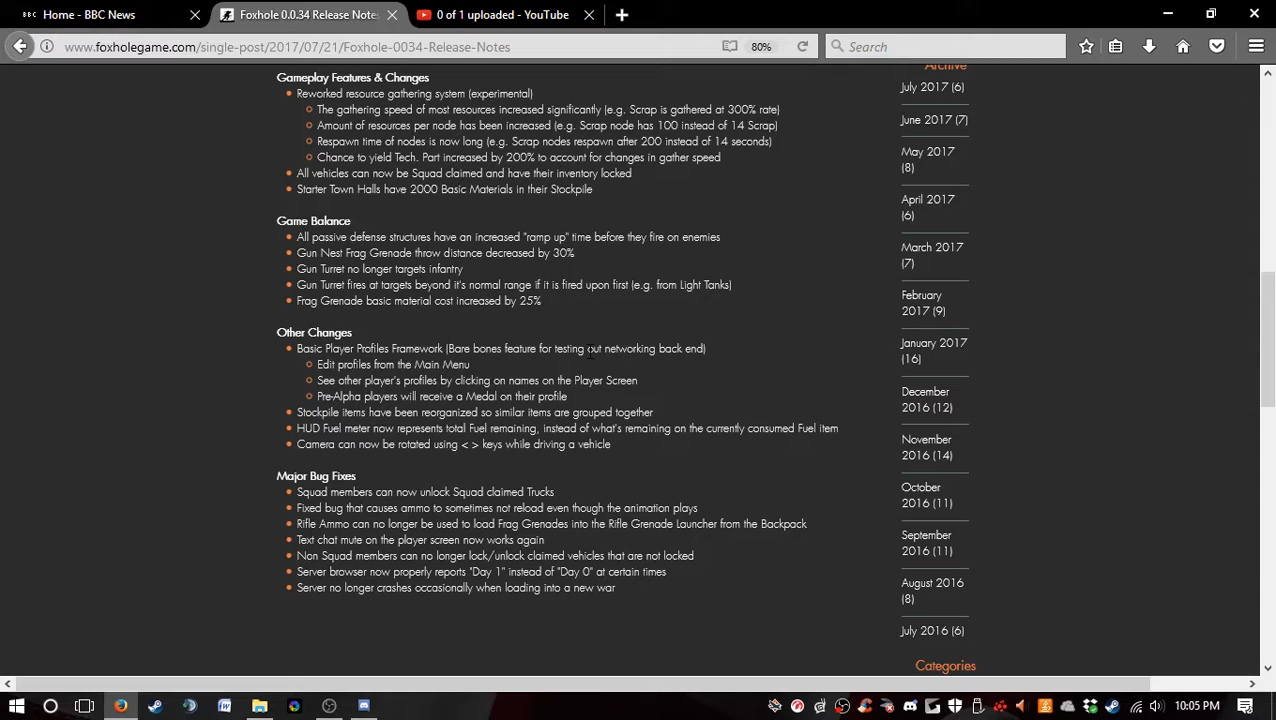 Home - BBC News
Foxhole 0.0.34 Release Notes
0 of 1 uploaded - YouTube
www.foxholegame.com/single-post/2017/07/21/Foxhole-0034-Release-Notes
80%
Search
Gameplay Features & Changes
Reworked resource gathering system (experimental)
The gathering speed of most resources increased significantly (e.g. Scrap is gathered at 300% rate)
Amount of resources per node has been increased (e.g. Scrap node has 100 instead of 14 Scrap)
Respawn time of nodes is now long (e.g. Scrap nodes respawn after 200 instead of 14 seconds)
Chance to yield Tech. Part increased by 200% to account for changes in gather speed
All vehicles can now be Squad claimed and have their inventory locked
Starter Town Halls have 2000 Basic Materials in their Stockpile
Game Balance
All passive defense structures have an increased "ramp up" time before they fire on enemies
Gun Nest Frag Grenade throw distance decreased by 30%
Gun Turret no longer targets infantry
Gun Turret fires at targets beyond it's normal range if it is fired upon first (e.g. from Light Tanks)
Frag Grenade basic material cost increased by 25%
Other Changes
Basic Player Profiles Framework (Bare bones feature for testing out networking back end)
Edit profiles from the Main Menu
See other player's profiles by clicking on names on the Player Screen
Pre-Alpha players will receive a Medal on their profile
Stockpile items have been reorganized so similar items are grouped together
HUD Fuel meter now represents total Fuel remaining, instead of what's remaining on the currently consumed Fuel item
Camera can now be rotated using < > keys while driving a vehicle
Major Bug Fixes
Squad members can now unlock Squad claimed Trucks
Fixed bug that causes ammo to sometimes not reload even though the animation plays
Rifle Ammo can no longer be used to load Frag Grenades into the Rifle Grenade Launcher from the Backpack
Text chat mute on the player screen now works again
Non Squad members can no longer lock/unlock claimed vehicles that are not locked
Server browser now properly reports "Day 1" instead of "Day 0" at certain times
Server no longer crashes occasionally when loading into a new war
Archive
July 2017 (6)
June 2017 (7)
May 2017
(8)
April 2017
(6)
March 2017
(7)
February
2017 (9)
January 2017
(16)
December
2016 (12)
November
2016 (14)
October
2016 (11)
September
2016 (11)
August 2016
(8)
July 2016 (6)
Categories
10:05 PM